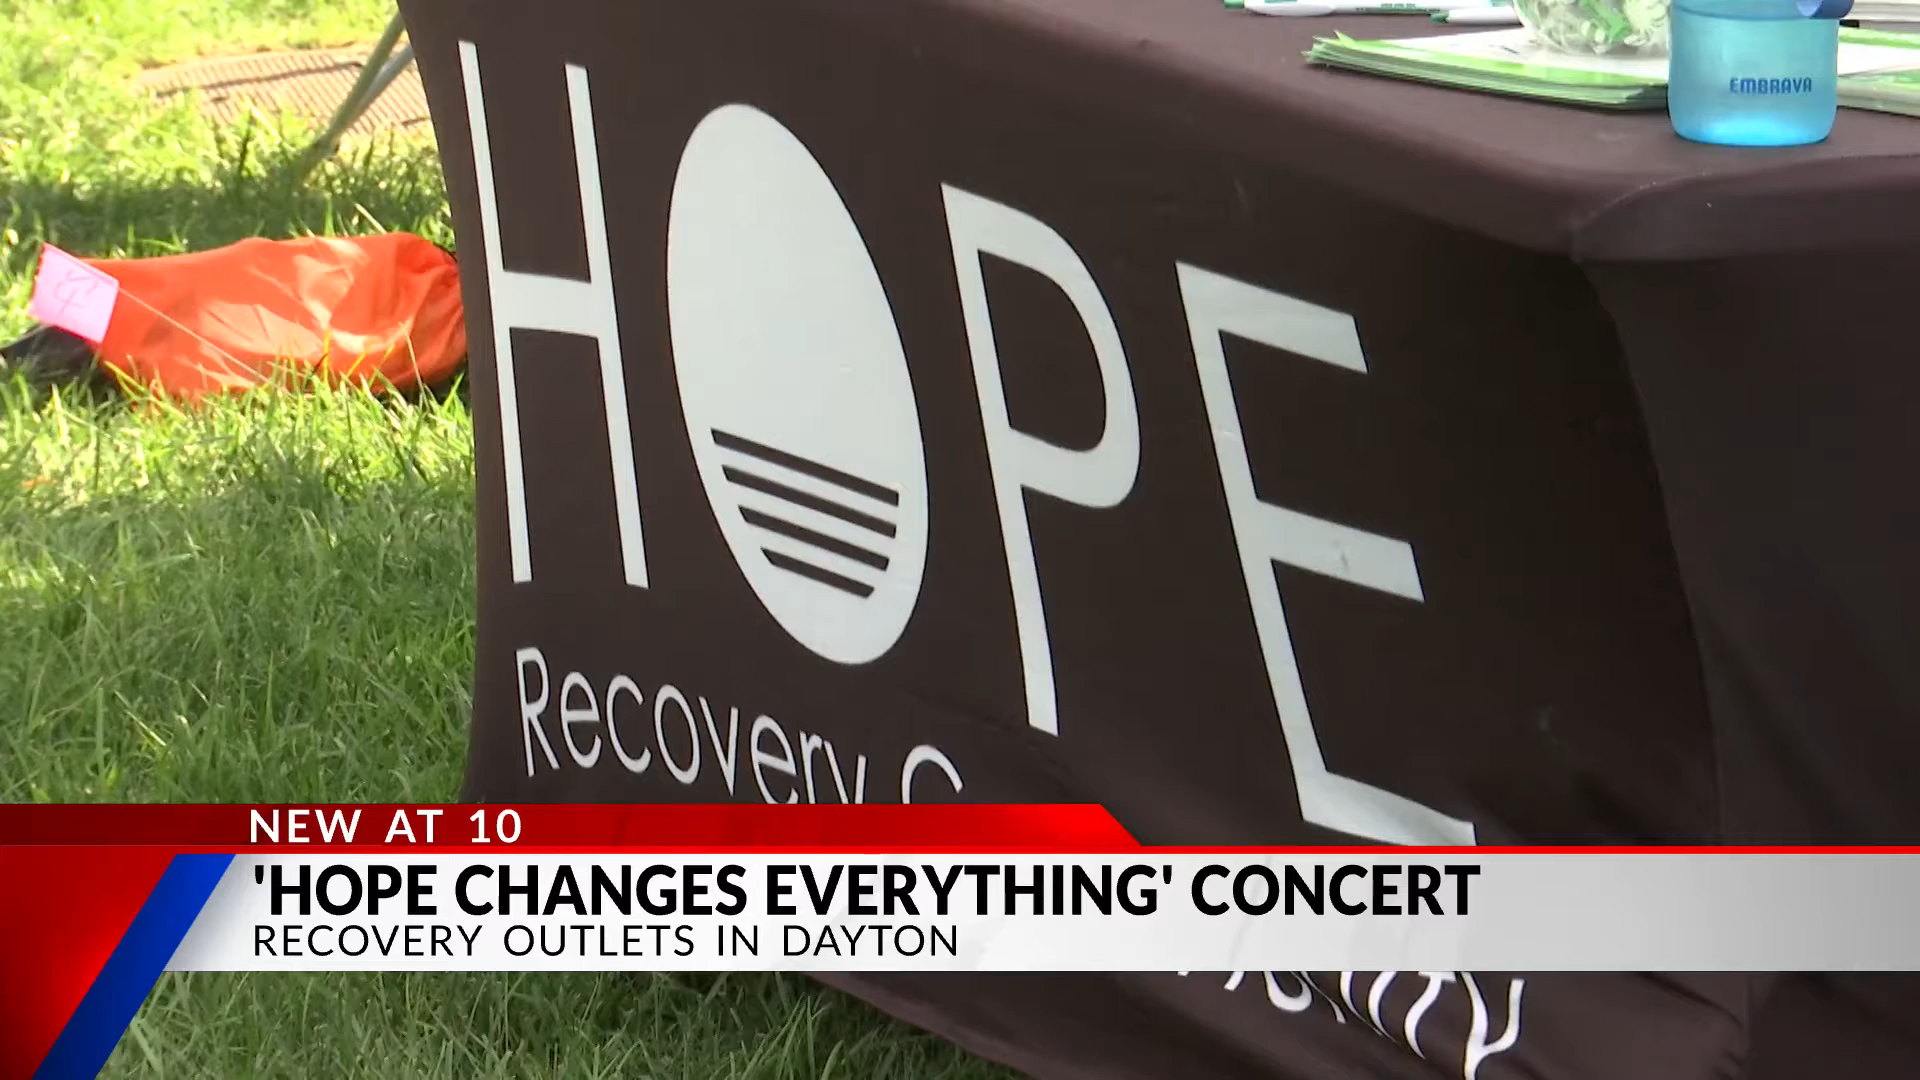 EMBRAVA
HOPE
Recovery C
NEW AT 10
'HOPE CHANGES EVERYTHING' CONCERT
RECOVERY OUTLETS IN DAYTON